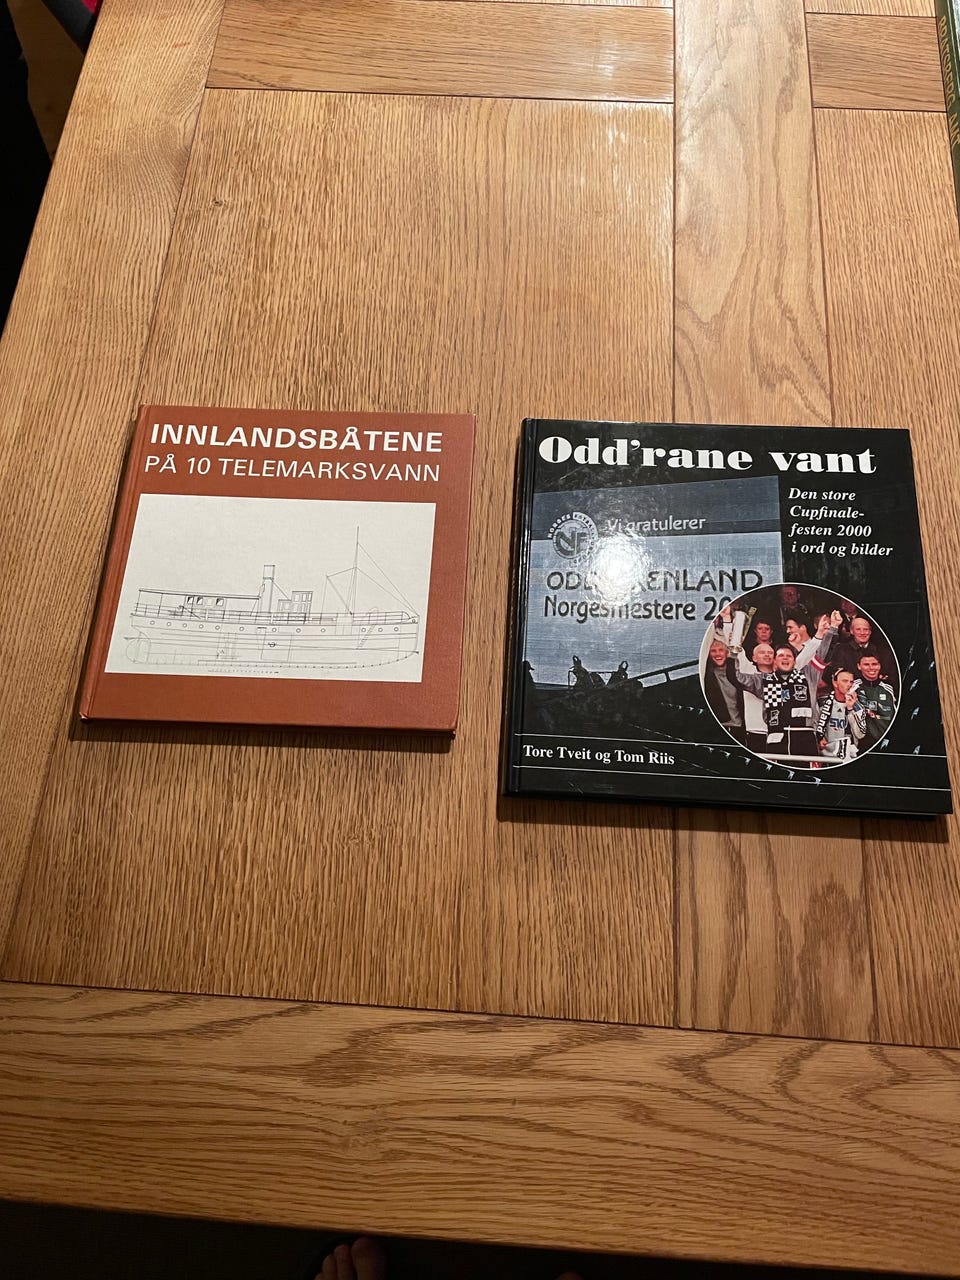 INNLANDSBÅTENE
PÅ 10 TELEMARKSVANN
Odd'rane vant
Den store
Cupfinale-
festen 2000
i ord og bilder
Vi gratulerer
NF
Norgesmestere
Tore Tveit og Tom Riis